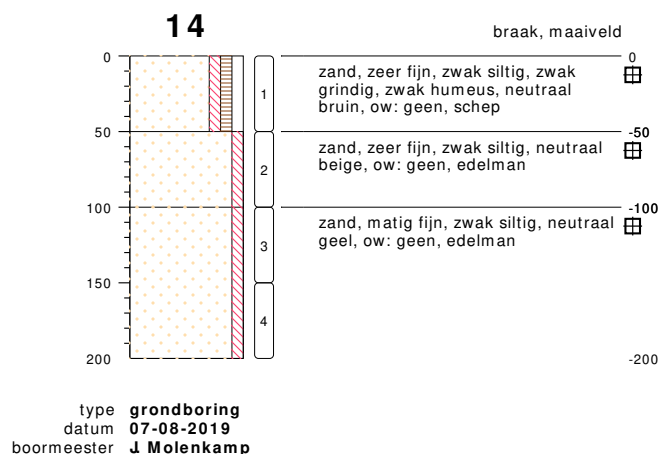 14
braak, maaiveld
0
0
zand, zeer fijn, zwak siltig, zwak
grindig, zwak humeus, neutraal
bruin, ow: geen, schep
1
50
-50
zand, zeer fijn, zwak siltig, neutraal
beige, ow: geen, edelman
2
100
-100
zand, matig fijn, zwak siltig, neutraal
geel, ow: geen, edelman
3
150
4
200
-200
type grondboring
datum 07-08-2019
boormeester J. Molenkamp